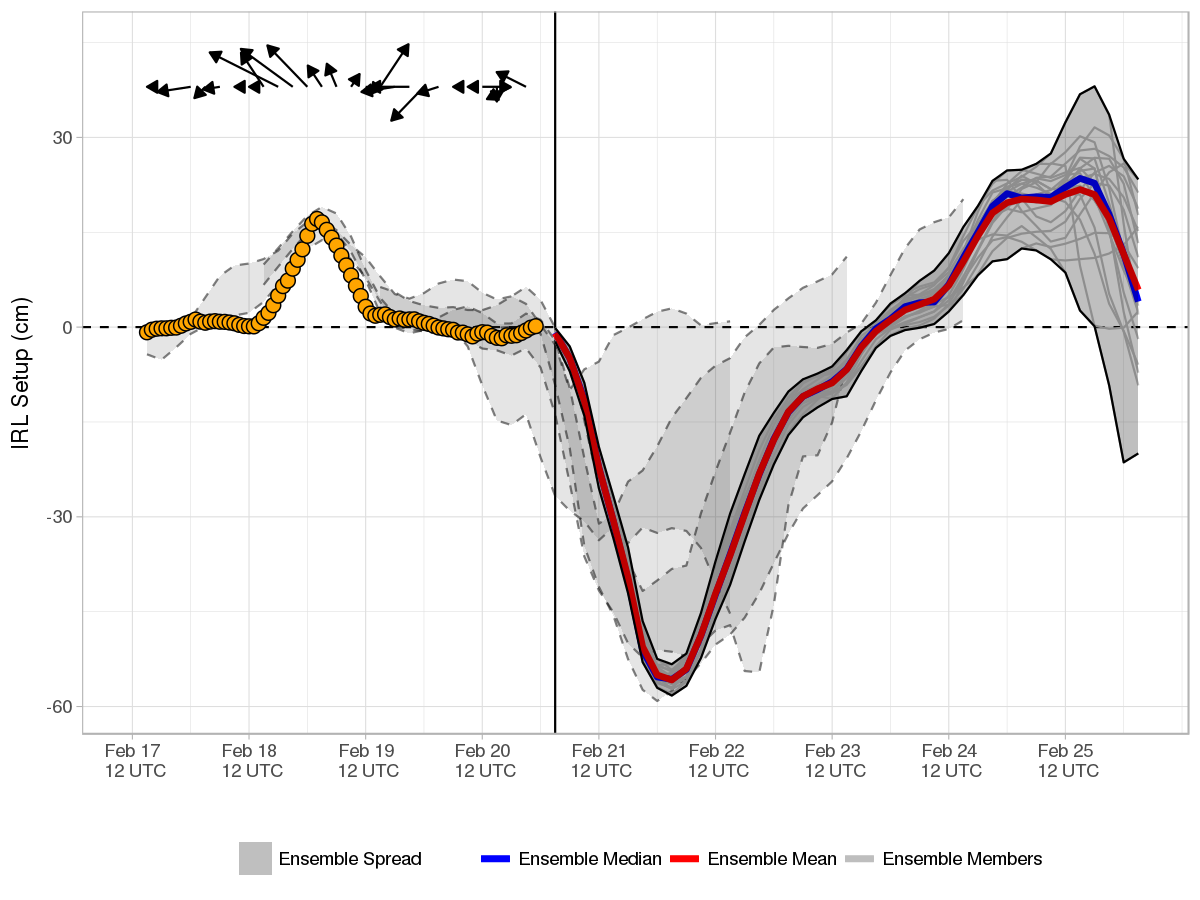 IRL Setup (cm)
30
0
-30
-60
Feb 17 Feb 18 Feb 19 Feb 20 Feb 21 Feb 22 Feb 23 Feb 24 Feb 25
12 UTC 12 UTC 12 UTC 12 UTC 12 UTC 12 UTC 12 UTC 12 UTC 12 UTC
Ensemble Spread Ensemble Median Ensemble Mean Ensemble Members